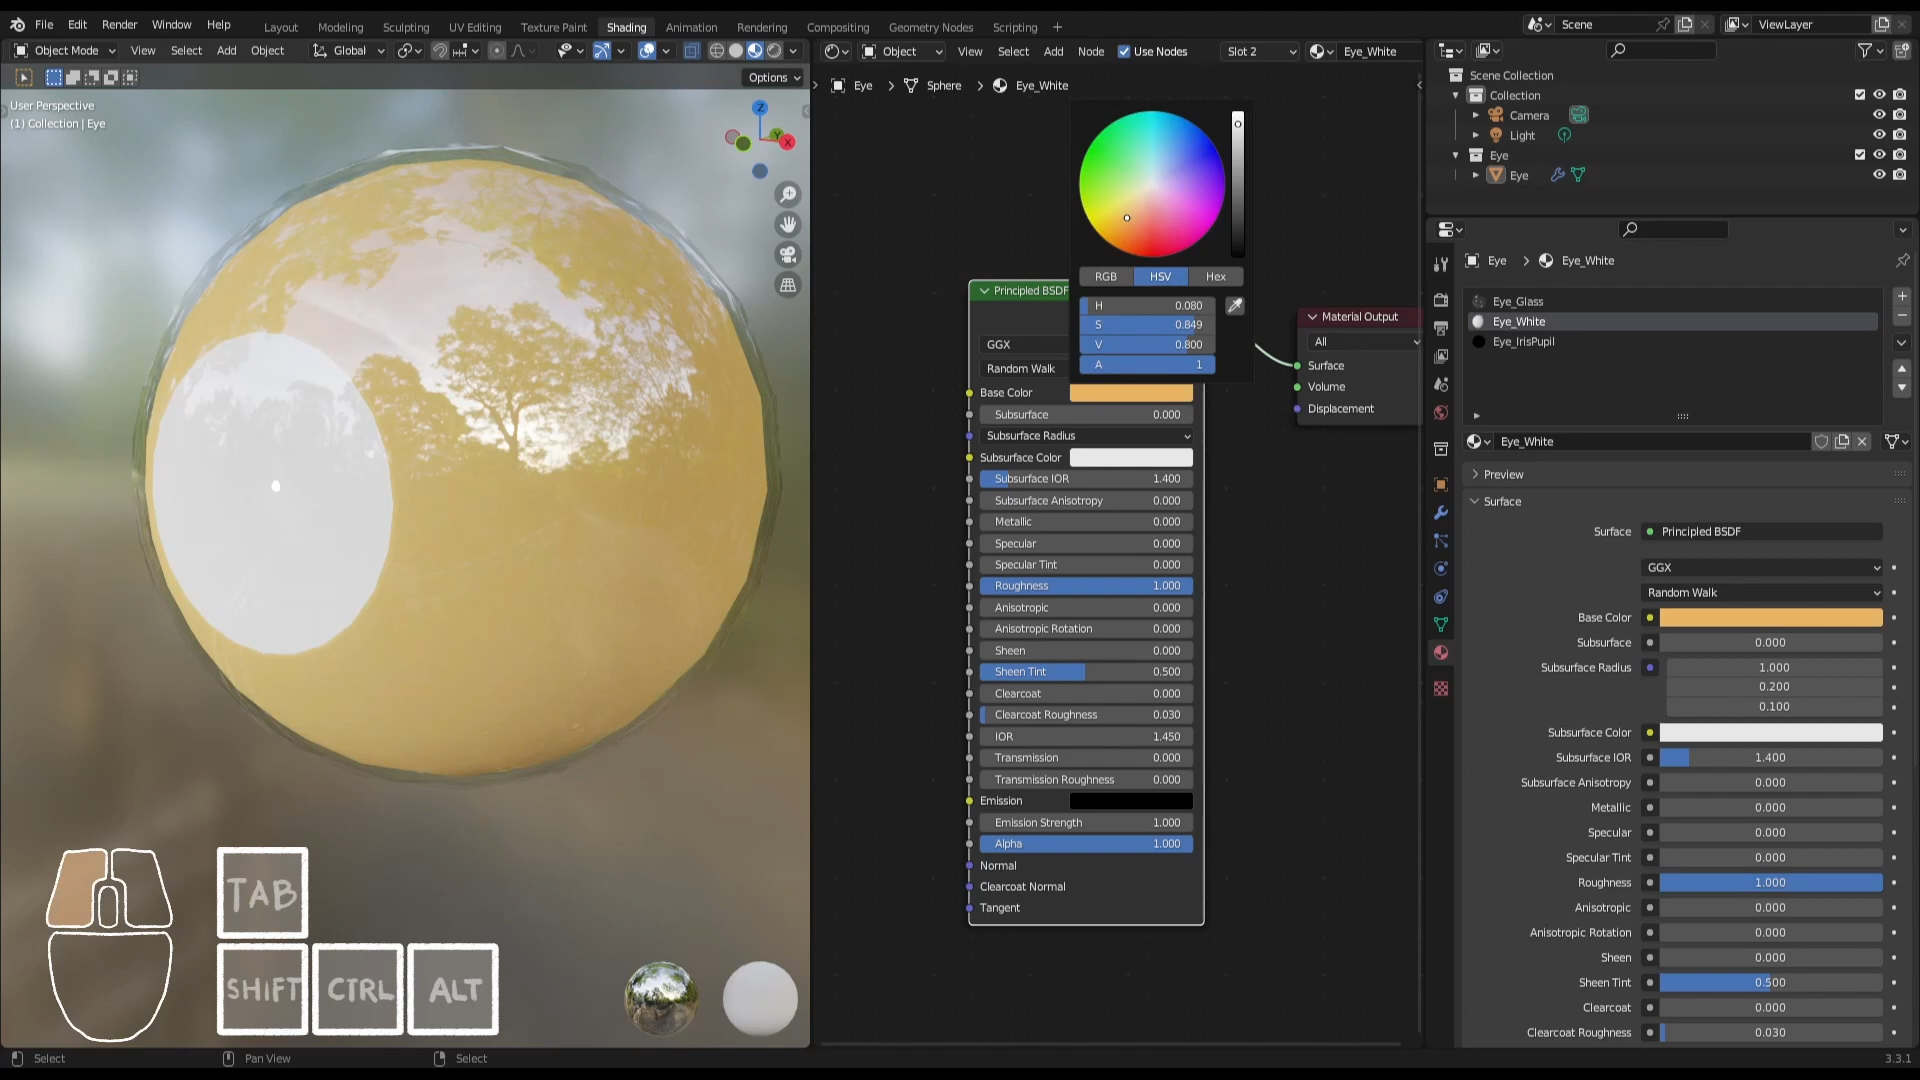 File Edit Render Window Help Layout Modeling Sculpting UV Editing Texture Paint Shading Animation Rendering Compositing Geometry Nodes Scripting + Scene ViewLayer
Object Mode View Select Add Object Global Object View Select Add Node Use Nodes Slot 2 Eye_White
Options
User Perspective
(1) Collection | Eye
Z
Y
X
Eye > Sphere > Eye_White
RGB HSV Hex
H 0.080
S 0.849
V 0.800
A 1
Principled BSDF
GGX
Random Walk
Base Color
Subsurface 0.000
Subsurface Radius
Subsurface Color
Subsurface IOR 1.400
Subsurface Anisotropy 0.000
Metallic 0.000
Specular 0.000
Specular Tint 0.000
Roughness 1.000
Anisotropic 0.000
Anisotropic Rotation 0.000
Sheen 0.000
Sheen Tint 0.500
Clearcoat 0.000
Clearcoat Roughness 0.030
IOR 1.450
Transmission 0.000
Transmission Roughness 0.000
Emission
Emission Strength 1.000
Alpha 1.000
Normal
Clearcoat Normal
Tangent
Material Output
All
Surface
Volume
Displacement
Scene Collection
Collection
Camera
Light
Eye
Eye
Eye > Eye_White
Eye_Glass
Eye_White
Eye_IrisPupil
Eye_White
Preview
Surface
Surface Principled BSDF
GGX
Random Walk
Base Color
Subsurface 0.000
Subsurface Radius 1.000
0.200
0.100
Subsurface Color
Subsurface IOR 1.400
Subsurface Anisotropy 0.000
Metallic 0.000
Specular 0.000
Specular Tint 0.000
Roughness 1.000
Anisotropic 0.000
Anisotropic Rotation 0.000
Sheen 0.000
Sheen Tint 0.500
Clearcoat 0.000
Clearcoat Roughness 0.030
TAB
SHIFT CTRL ALT
Select Pan View Select 3.3.1